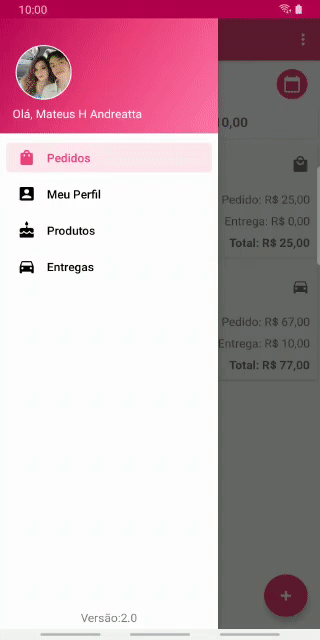 10:00
Olá, Mateus H Andreatta
Pedidos
Meu Perfil
Produtos
Entregas
0,00
Pedido: R$ 25,00
Entrega: R$ 0,00
Total: R$ 25,00
Pedido: R$ 67,00
Entrega: R$ 10,00
Total: R$ 77,00
Versão:2.0